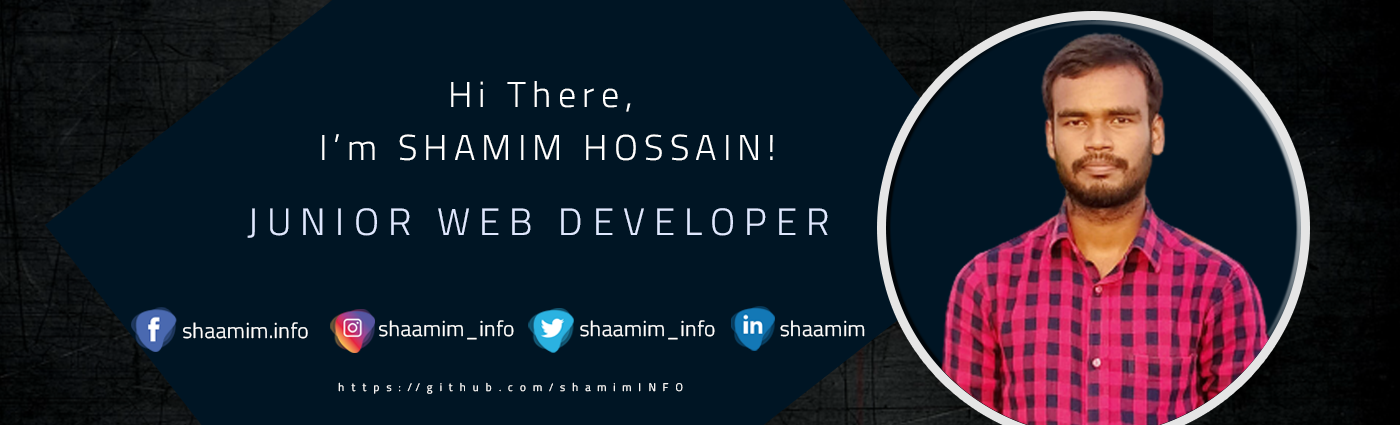 Hi There,
I’m SHAMIM HOSSAIN!
JUNIOR WEB DEVELOPER
shaamim.info shaamim_info shaamim_info shaamim
https://github.com/shamimINFO